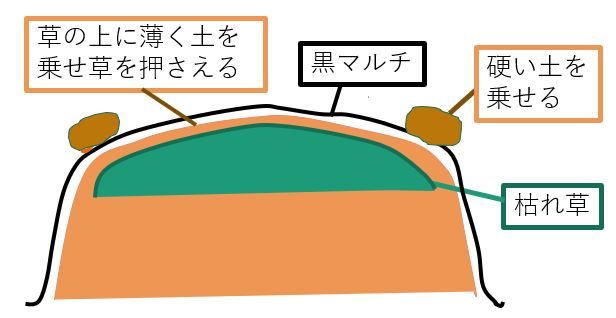 草の上に薄く土を
乗せ草を押さえる
黒マルチ
硬い土を
乗せる
枯れ草